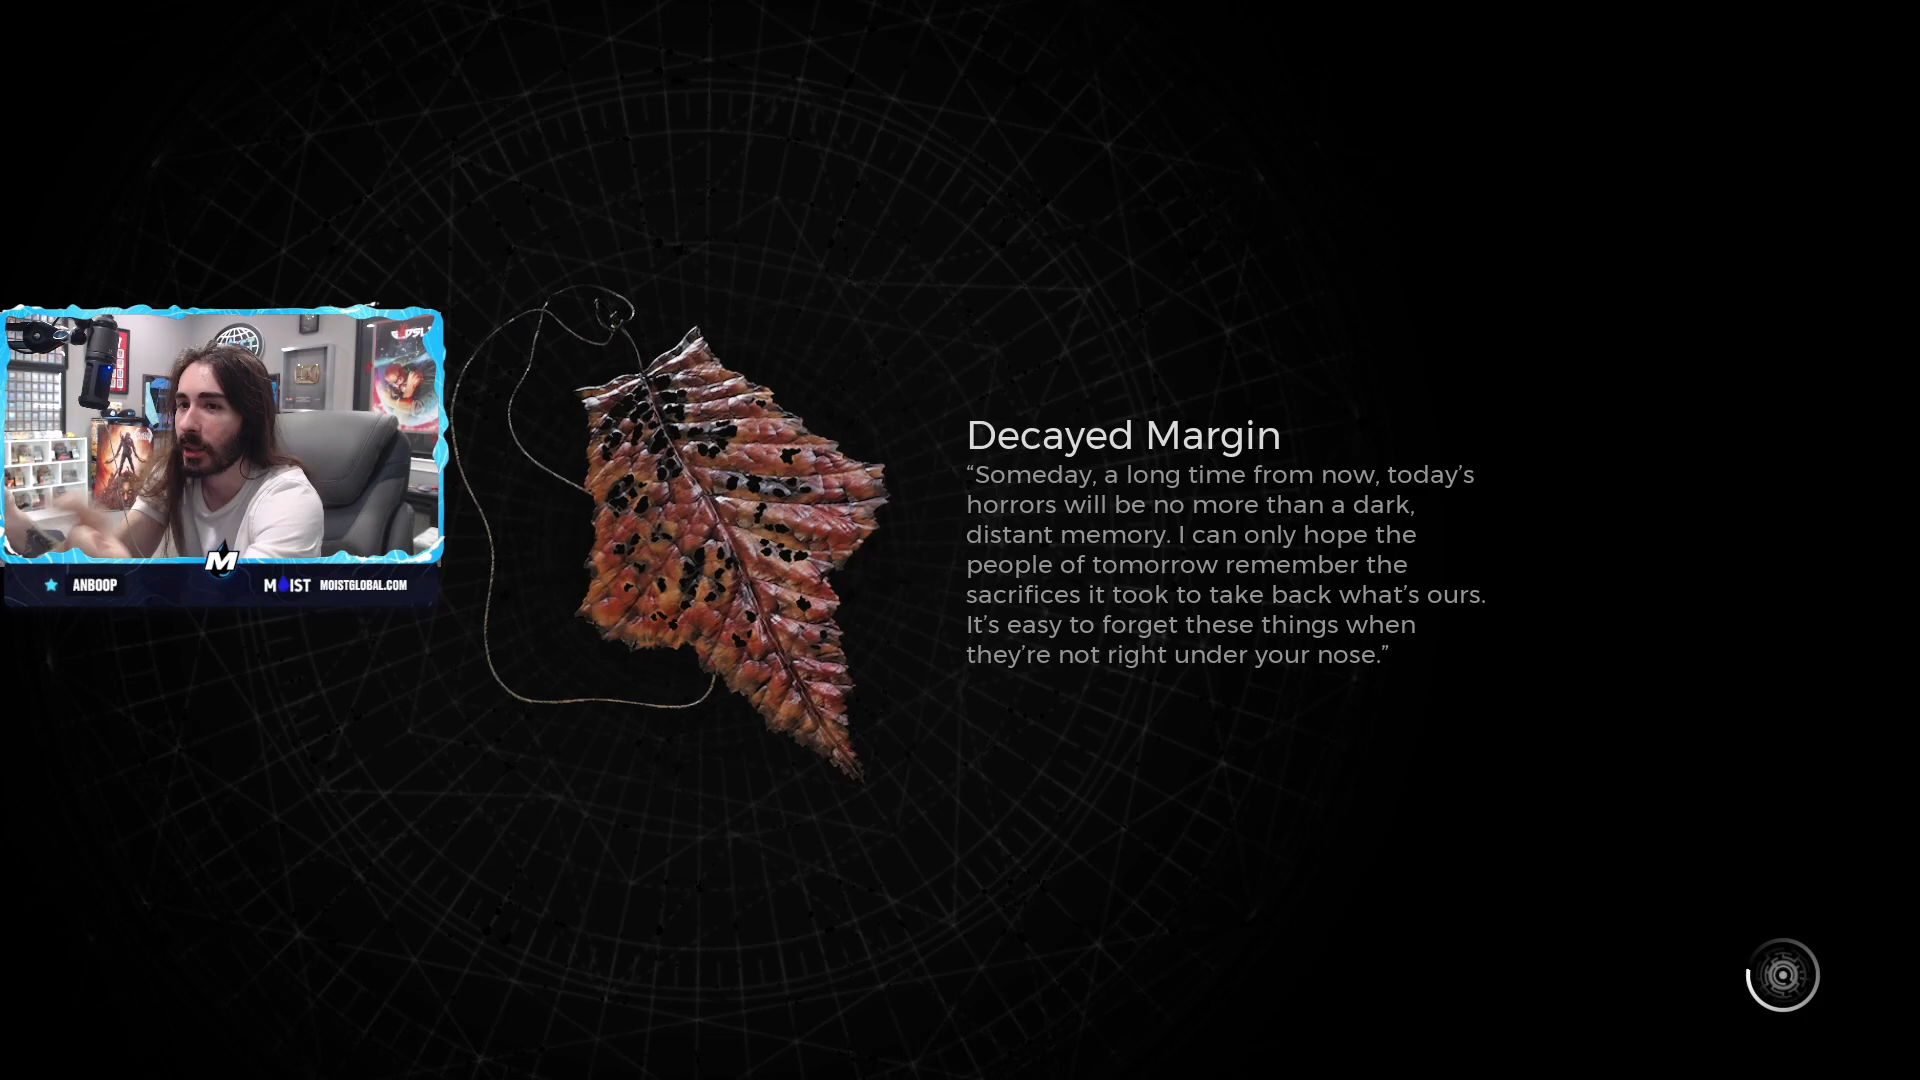 Decayed Margin
“Someday, a long time from now, today’s
horrors will be no more than a dark,
distant memory. I can only hope the
people of tomorrow remember the
sacrifices it took to take back what’s ours.
It’s easy to forget these things when
they’re not right under your nose.”
M
ANBOOP
MOIST MOISTGLOBAL.COM